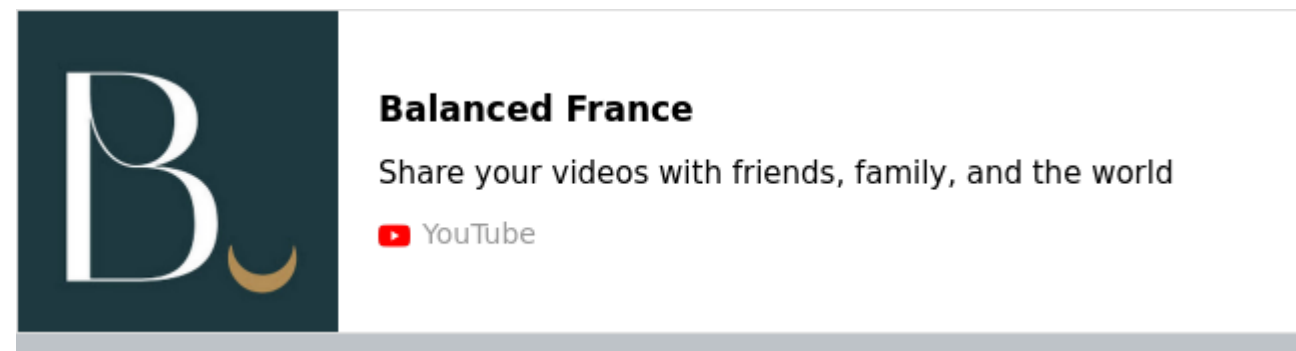 B
Balanced France
Share your videos with friends, family, and the world
YouTube